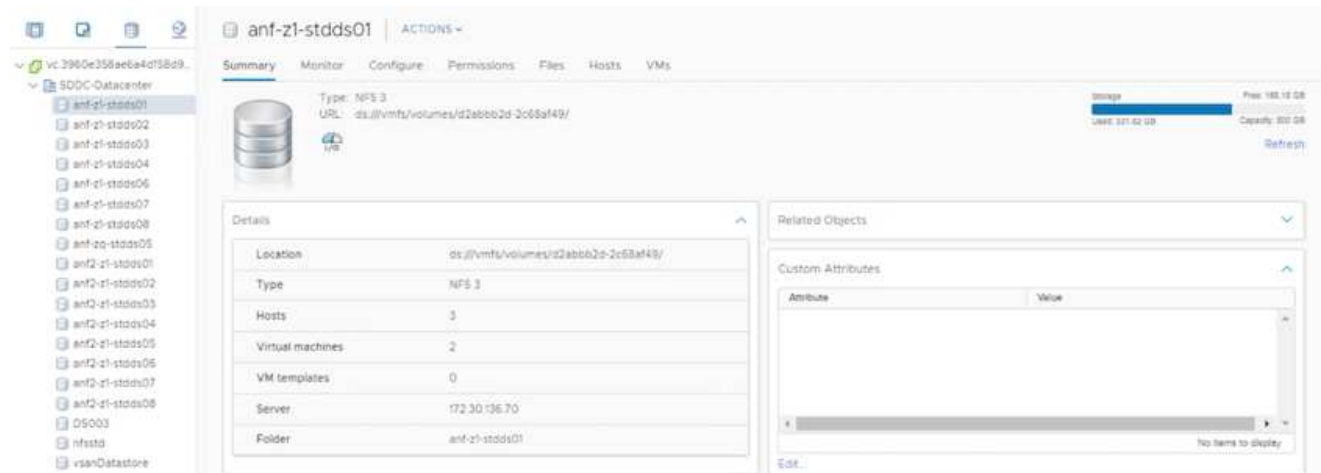 anf-z1-stdds01
ACTIONS
Summary Monitor Configure Permissions Files Hosts VMs
SDDC-Datacenter
anf-z1-stdds01
anf-z1-stdds02
anf-z1-stdds03
anf-z1-stdds04
anf-z1-stdds06
anf-z1-stdds07
anf-z1-stdds08
anf-zq-stdds05
anf2-z1-stdds01
anf2-z1-stdds02
anf2-z1-stdds03
anf2-z1-stdds04
anf2-z1-stdds05
anf2-z1-stdds06
anf2-z1-stdds07
anf2-z1-stdds08
DS003
nfsstd
vsanDatastore
Type: NFS 3
URL: ds:///vmfs/volumes/d2abbb2d-2c68af49/
Storage
Free: 168.18 GB
Used: 331.82 GB
Capacity: 500 GB
Refresh
Details
Location ds:///vmfs/volumes/d2abbb2d-2c68af49/
Type NFS 3
Hosts 3
Virtual machines 2
VM templates 0
Server 172.30.136.70
Folder anf-z1-stdds01
Related Objects
Custom Attributes
Attribute Value
No items to display
Edit...